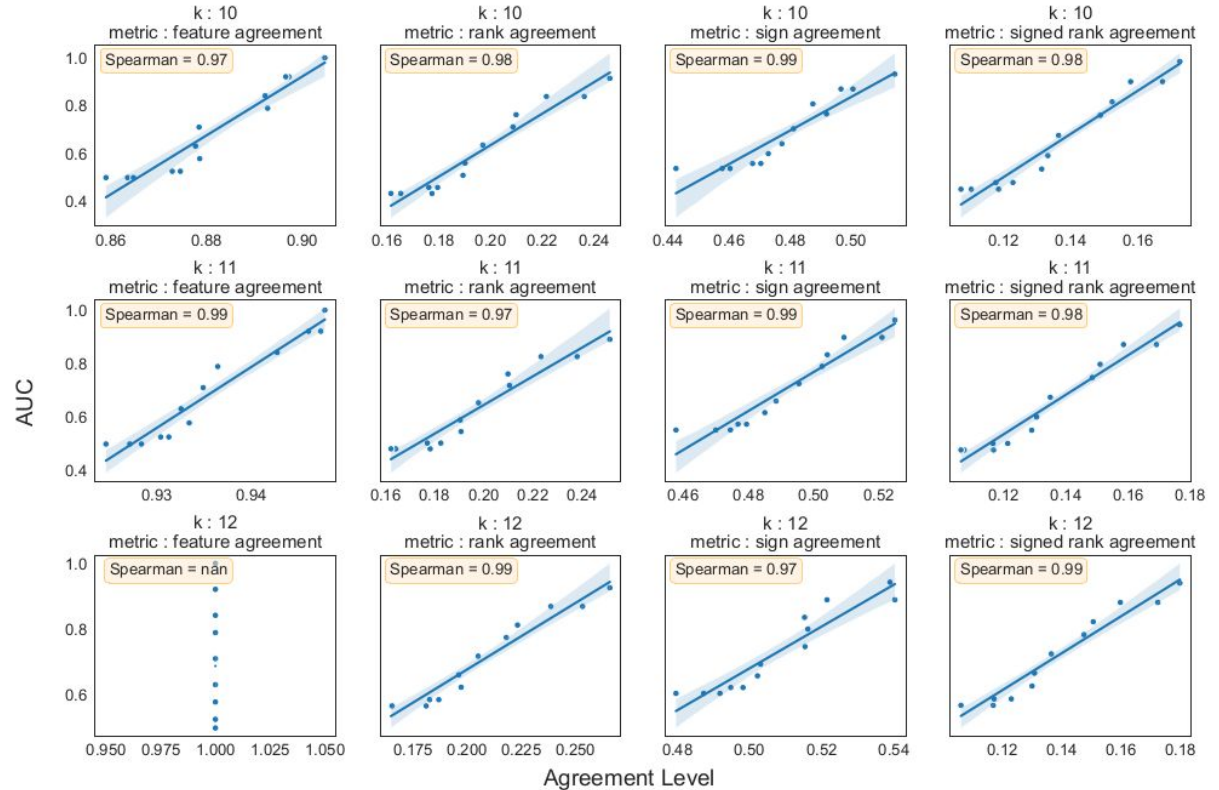 k : 10
metric : feature agreement
k : 10
metric : rank agreement
k : 10
metric : sign agreement
k : 10
metric : signed rank agreement
Spearman = 0.97
Spearman = 0.98
Spearman = 0.99
Spearman = 0.98
1.0
0.8
0.6
0.4
0.86 0.88 0.90
0.16 0.18 0.20 0.22 0.24
0.44 0.46 0.48 0.50
0.12 0.14 0.16
k : 11
metric : feature agreement
k : 11
metric : rank agreement
k : 11
metric : sign agreement
k : 11
metric : signed rank agreement
Spearman = 0.99
Spearman = 0.97
Spearman = 0.99
Spearman = 0.98
1.0
0.8
0.6
0.4
AUC
0.93 0.94
0.16 0.18 0.20 0.22 0.24
0.46 0.48 0.50 0.52
0.12 0.14 0.16 0.18
k : 12
metric : feature agreement
k : 12
metric : rank agreement
k : 12
metric : sign agreement
k : 12
metric : signed rank agreement
Spearman = nan
Spearman = 0.99
Spearman = 0.97
Spearman = 0.99
1.0
0.8
0.6
0.950 0.975 1.000 1.025 1.050
0.175 0.200 0.225 0.250
0.48 0.50 0.52 0.54
0.12 0.14 0.16 0.18
Agreement Level